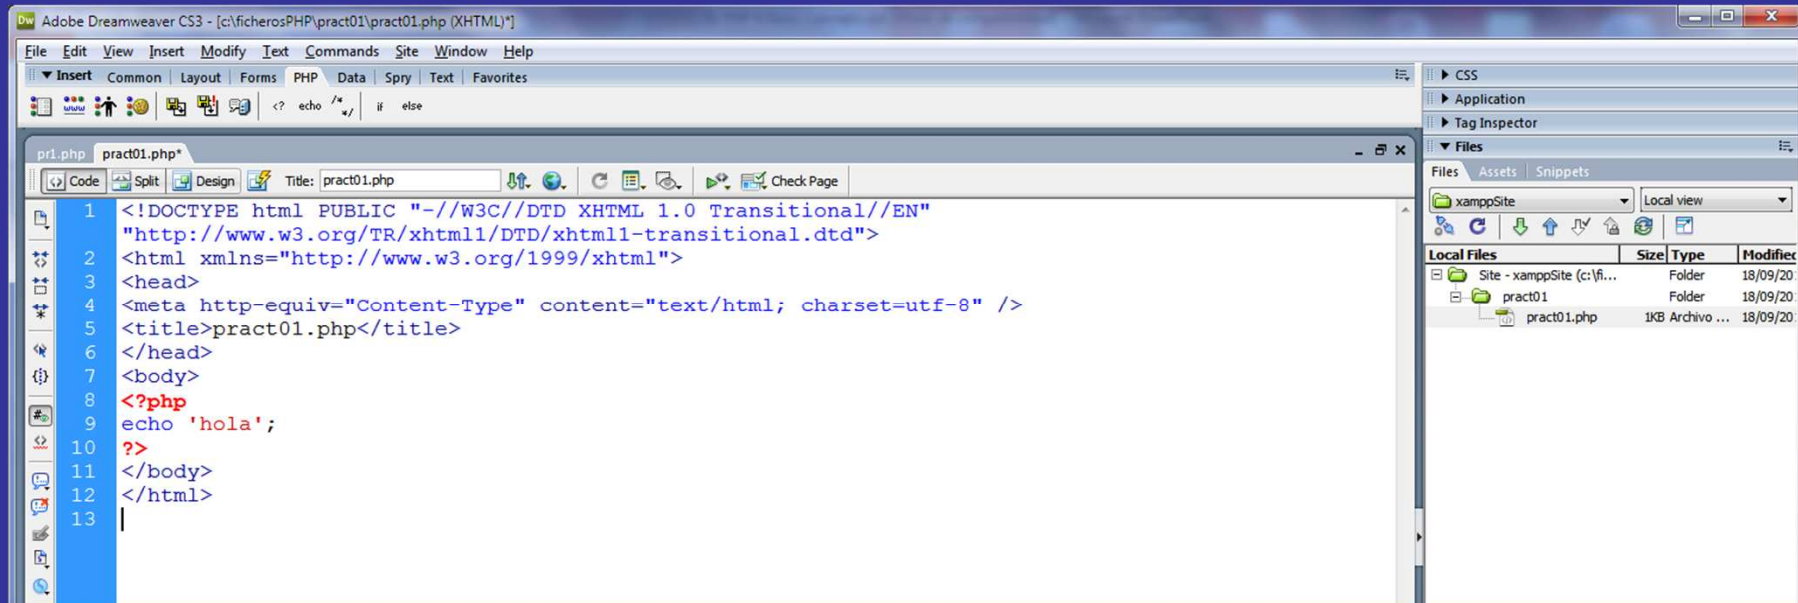 Dw Adobe Dreamweaver CS3 - [c:\ficherosPHP\pract01\pract01.php (XHTML)*]
File Edit View Insert Modify Text Commands Site Window Help
Insert Common Layout Forms PHP Data Spry Text Favorites
<? echo /* */ if else
pr1.php pract01.php*
Code Split Design Title: pract01.php Check Page
1 <!DOCTYPE html PUBLIC "-//W3C//DTD XHTML 1.0 Transitional//EN"
"http://www.w3.org/TR/xhtml1/DTD/xhtml1-transitional.dtd">
2 <html xmlns="http://www.w3.org/1999/xhtml">
3 <head>
4 <meta http-equiv="Content-Type" content="text/html; charset=utf-8" />
5 <title>pract01.php</title>
6 </head>
7 <body>
8 <?php
9 echo 'hola';
10 ?>
11 </body>
12 </html>
13
CSS
Application
Tag Inspector
Files
Files Assets Snippets
xamppSite Local view
Local Files Size Type Modified
Site - xamppSite (c:\fi... Folder 18/09/20
pract01 Folder 18/09/20
pract01.php 1KB Archivo ... 18/09/20